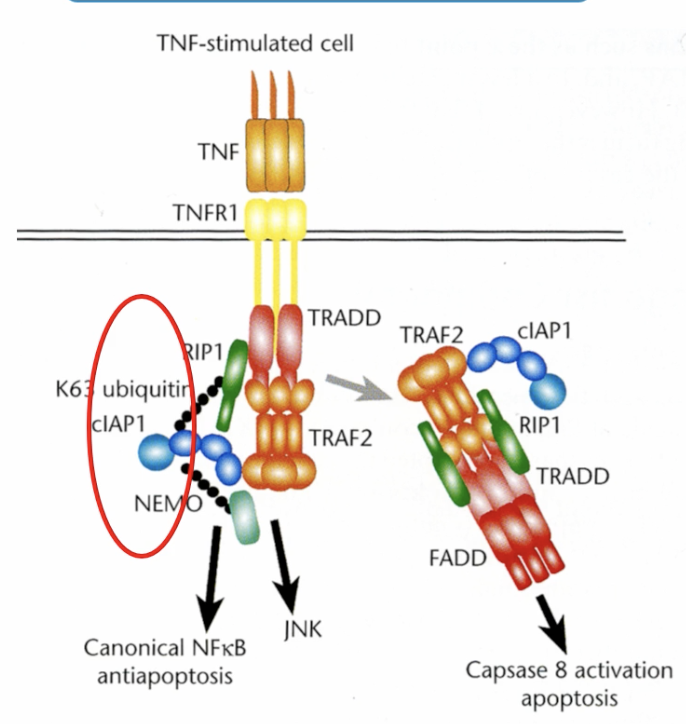 TNF-stimulated cell
TNF
TNFR1
TRADD
RIP1
K63 ubiquitin
cIAP1
TRAF2
NEMO
Canonical NFκB
antiapoptosis
JNK
TRAF2
cIAP1
RIP1
TRADD
FADD
Capsase 8 activation
apoptosis